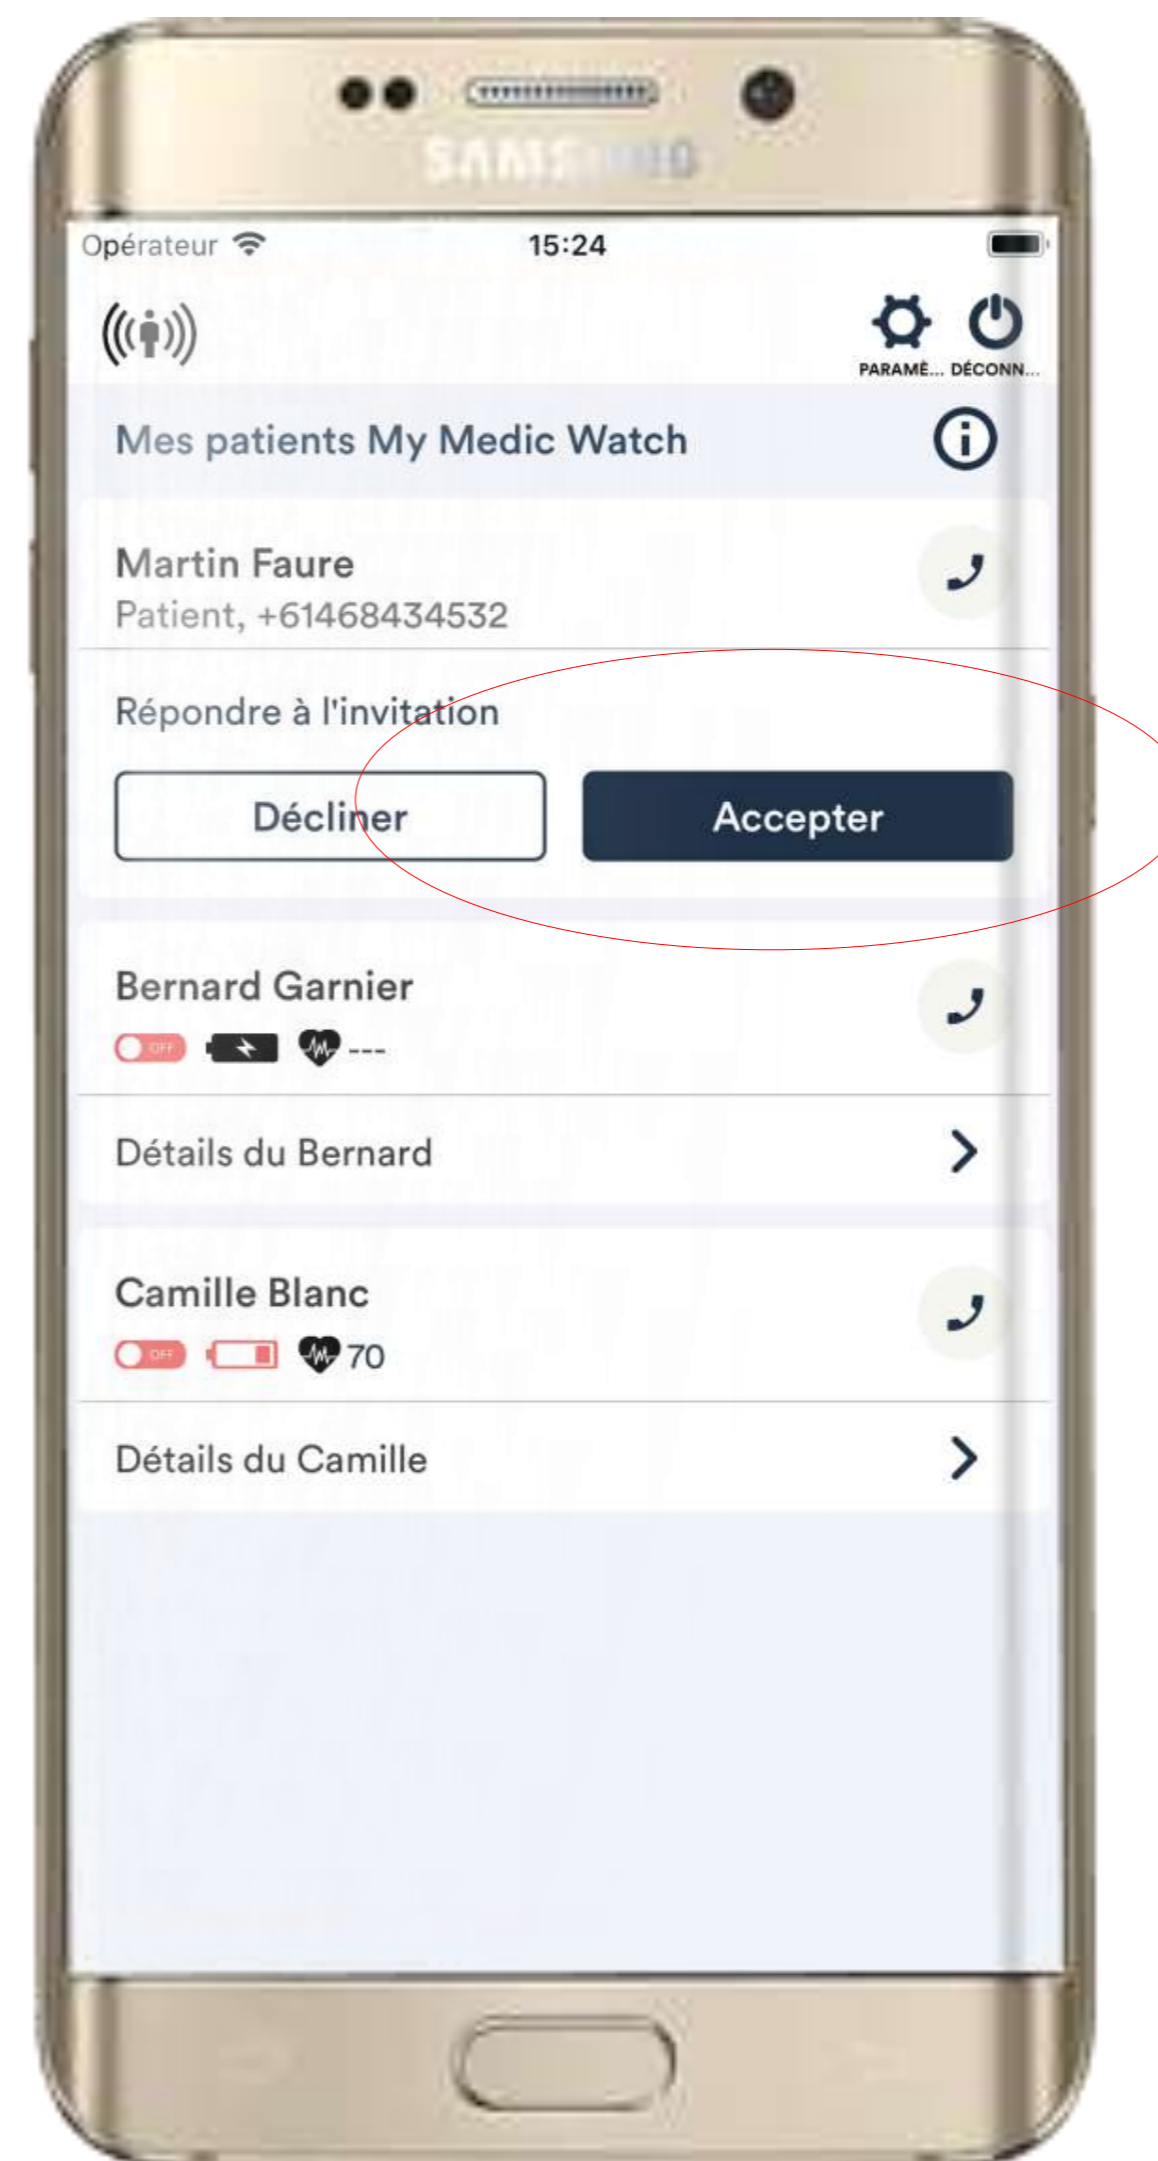 SAMS
Opérateur 15:24
PARAMÈ... DÉCONN...
Mes patients My Medic Watch
Martin Faure
Patient, +61468434532
Répondre à l'invitation
Décliner Accepter
Bernard Garnier
OFF ---
Détails du Bernard
Camille Blanc
OFF 70
Détails du Camille